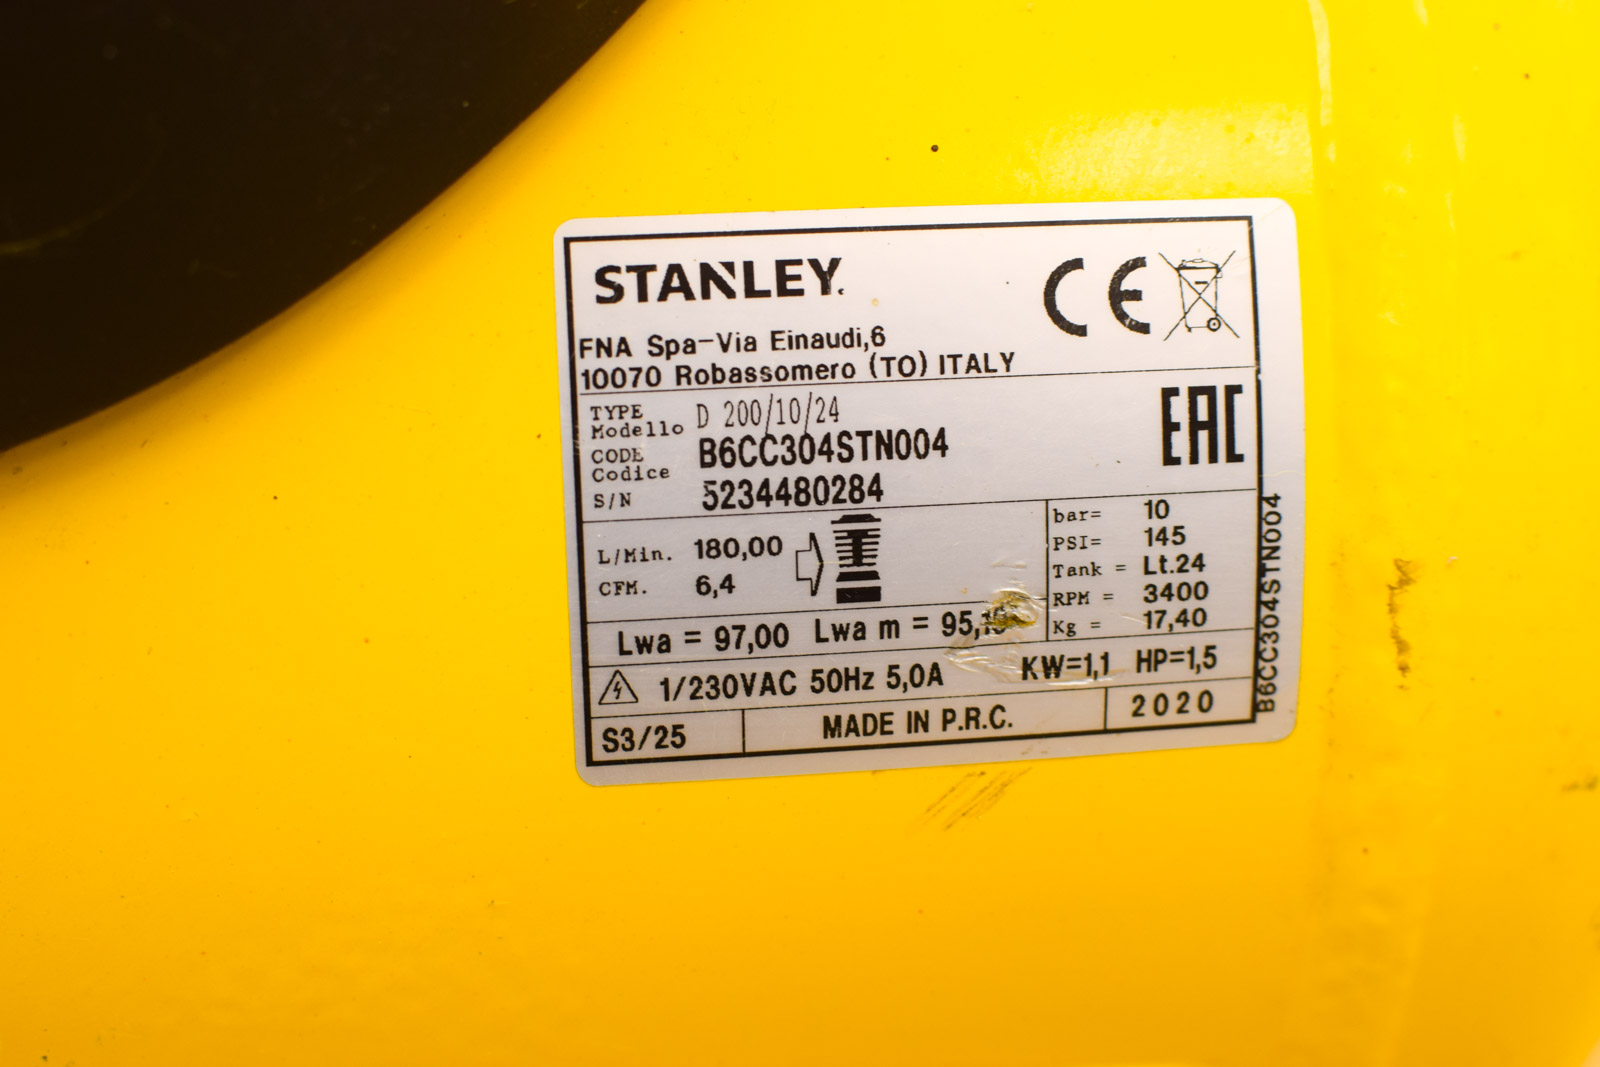 STANLEY.
CE
FNA Spa-Via Einaudi,6
10070 Robassomero (TO) ITALY
TYPE
Modello D 200/10/24
EAC
CODE
Codice B6CC304STN004
S/N 5234480284
L/Min. 180,00
CFM. 6,4
bar= 10
PSI= 145
Tank = Lt.24
RPM = 3400
Kg = 17,40
Lwa = 97,00 Lwa m =
1/230VAC 50Hz 5,0A KW=1,1 HP=1,5
S3/25 MADE IN P.R.C. 2020
B6CC304STN004